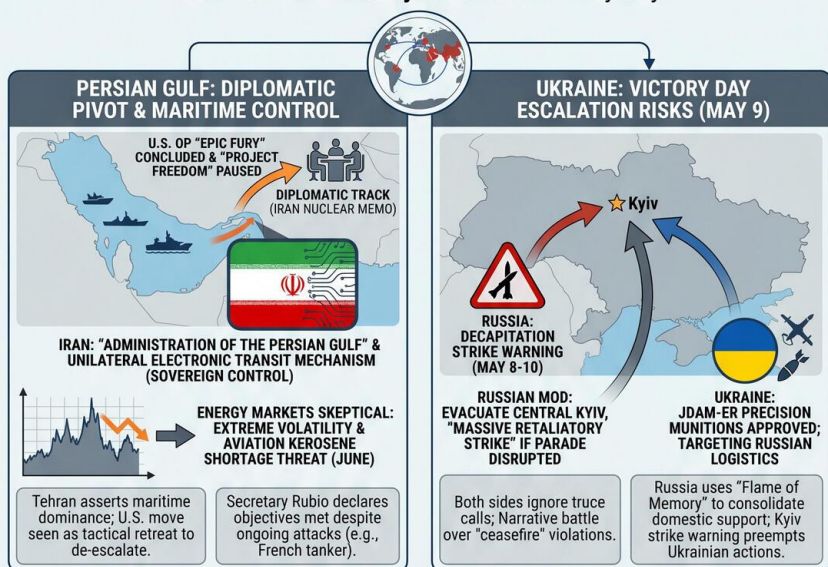 PERSIAN GULF: DIPLOMATIC
PIVOT & MARITIME CONTROL
U.S. OP "EPIC FURY"
CONCLUDED & "PROJECT
FREEDOM" PAUSED
DIPLOMATIC TRACK
(IRAN NUCLEAR MEMO)
IRAN: "ADMINISTRATION OF THE PERSIAN GULF" &
UNILATERAL ELECTRONIC TRANSIT MECHANISM
(SOVEREIGN CONTROL)
ENERGY MARKETS SKEPTICAL:
EXTREME VOLATILITY &
AVIATION KEROSENE
SHORTAGE THREAT (JUNE)
Tehran asserts maritime
dominance; U.S. move
seen as tactical retreat to
de-escalate.
Secretary Rubio declares
objectives met despite
ongoing attacks (e.g.,
French tanker).
UKRAINE: VICTORY DAY
ESCALATION RISKS (MAY 9)
Kyiv
RUSSIA:
DECAPITATION
STRIKE WARNING
(MAY 8-10)
RUSSIAN MOD:
EVACUATE CENTRAL KYIV,
"MASSIVE RETALIATORY
STRIKE" IF PARADE
DISRUPTED
UKRAINE:
JDAM-ER PRECISION
MUNITIONS APPROVED;
TARGETING RUSSIAN
LOGISTICS
Both sides ignore truce
calls; Narrative battle
over "ceasefire" violations.
Russia uses "Flame of
Memory" to consolidate
domestic support; Kyiv
strike warning preempts
Ukrainian actions.